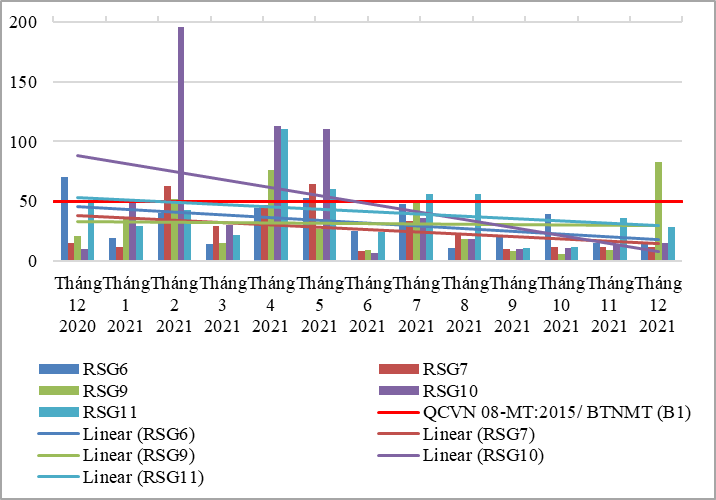 200
150
100
50
0
Tháng Tháng Tháng Tháng Tháng Tháng Tháng Tháng Tháng Tháng Tháng Tháng Tháng
12 1 2 3 4 5 6 7 8 9 10 11 12
2020 2021 2021 2021 2021 2021 2021 2021 2021 2021 2021 2021 2021
RSG6 RSG7
RSG9 RSG10
RSG11 QCVN 08-MT:2015/ BTNMT (B1)
Linear (RSG6) Linear (RSG7)
Linear (RSG9) Linear (RSG10)
Linear (RSG11)